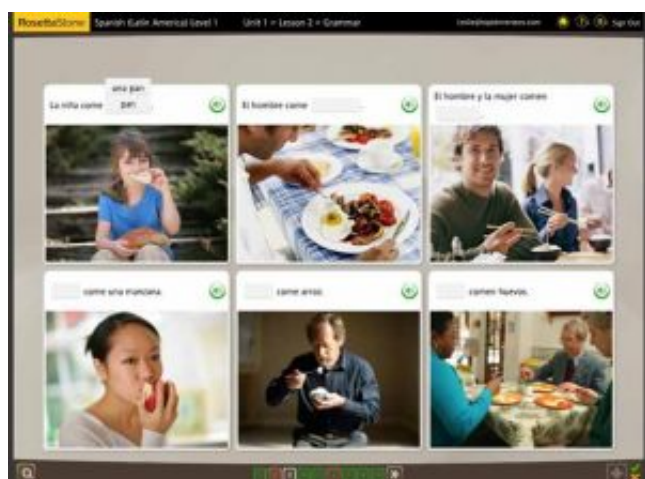 RosettaStone
Spanish (Latin America) Level 1
Unit 1 > Lesson 2 > Grammar
Sign Out
una pan
La niña come pan .
El hombre come .
El hombre y la mujer comen
.
come una manzana.
come arroz.
comen huevos.